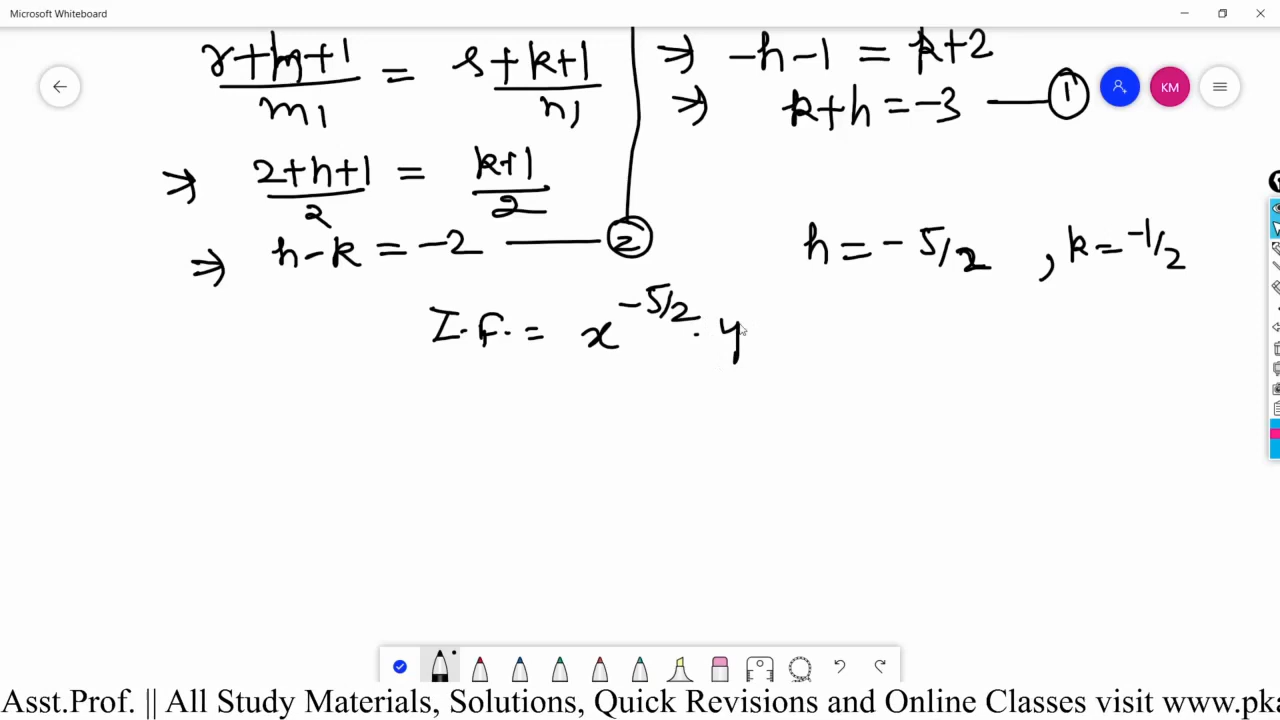 Microsoft Whiteboard
(r+h+1)/m₁ = (s+k+1)/n₁
⇒ (2+h+1)/2 = (k+1)/2
⇒ h-k = -2 —— ②
⇒ -h-1 = k+2
⇒ k+h = -3 —— ①
h = -5/2 , k = -1/2
I.F. = x^(-5/2) . y
KM
Asst.Prof. || All Study Materials, Solutions, Quick Revisions and Online Classes visit www.pka